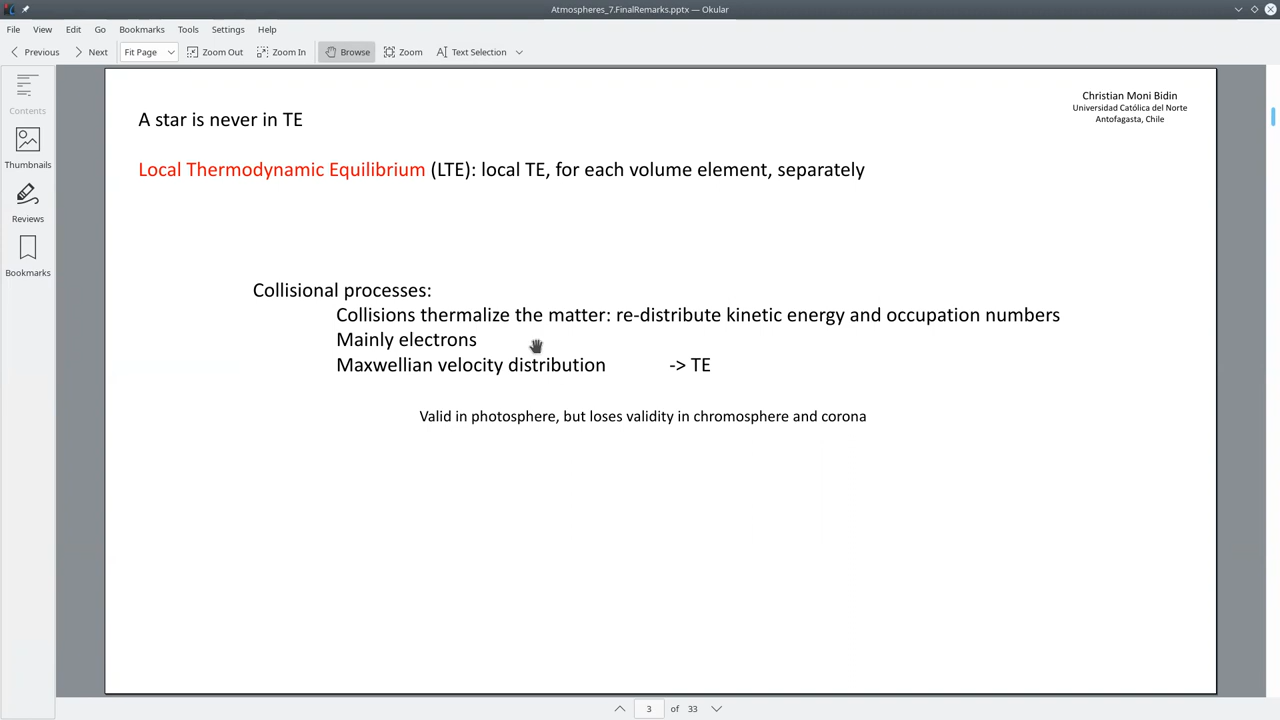 Atmospheres_7.FinalRemarks.pptx — Okular
File View Edit Go Bookmarks Tools Settings Help
Previous Next Fit Page Zoom Out Zoom In Browse Zoom Text Selection
Contents
Thumbnails
Reviews
Bookmarks
Christian Moni Bidin
Universidad Católica del Norte
Antofagasta, Chile
A star is never in TE
Local Thermodynamic Equilibrium (LTE): local TE, for each volume element, separately
Collisional processes:
Collisions thermalize the matter: re-distribute kinetic energy and occupation numbers
Mainly electrons
Maxwellian velocity distribution -> TE
Valid in photosphere, but loses validity in chromosphere and corona
3 of 33